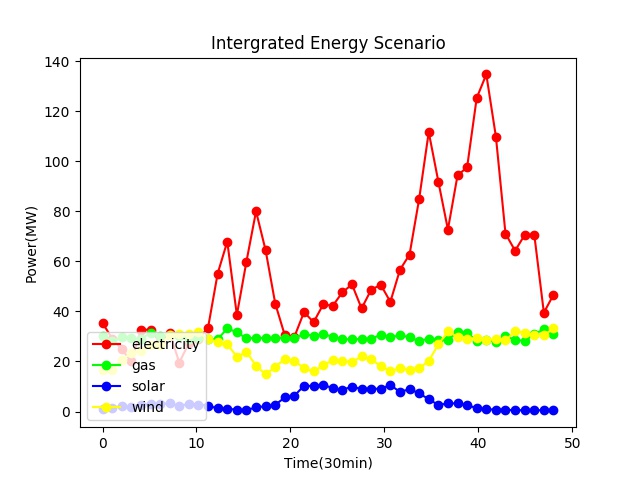 Intergrated Energy Scenario
Power(MW)
140
120
100
80
60
40
20
0
electricity
gas
solar
wind
0 10 20 30 40 50
Time(30min)